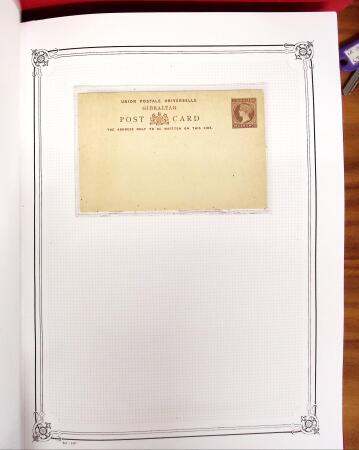 UNION POSTALE UNIVERSELLE
GIBRALTAR
POST CARD
THE ADDRESS ONLY TO BE WRITTEN ON THIS SIDE.